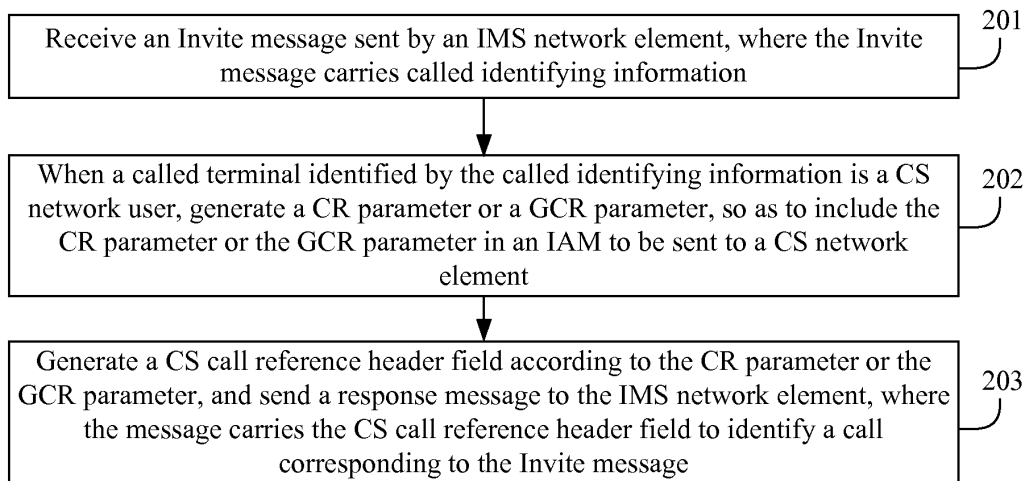 201
Receive an Invite message sent by an IMS network element, where the Invite
message carries called identifying information
202
When a called terminal identified by the called identifying information is a CS
network user, generate a CR parameter or a GCR parameter, so as to include the
CR parameter or the GCR parameter in an IAM to be sent to a CS network
element
203
Generate a CS call reference header field according to the CR parameter or the
GCR parameter, and send a response message to the IMS network element, where
the message carries the CS call reference header field to identify a call
corresponding to the Invite message